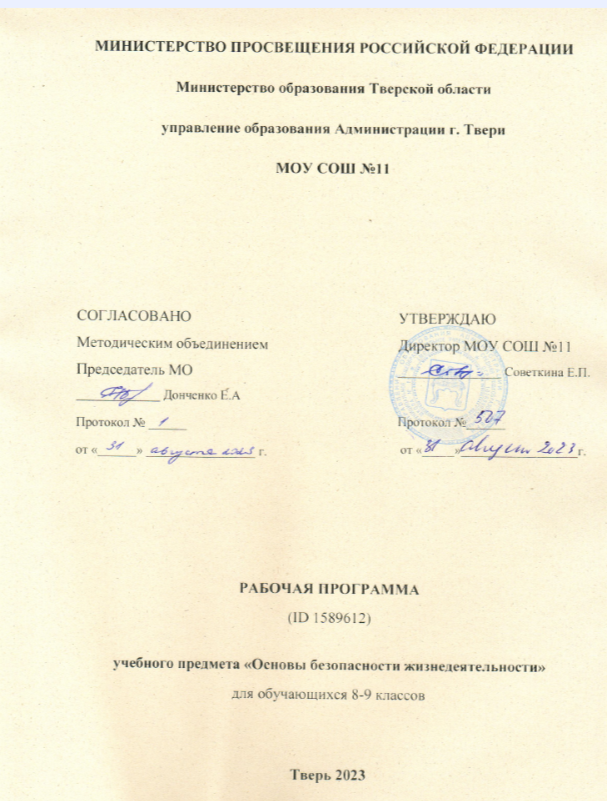 МИНИСТЕРСТВО ПРОСВЕЩЕНИЯ РОССИЙСКОЙ ФЕДЕРАЦИИ
Министерство образования Тверской области
управление образования Администрации г. Твери
МОУ СОШ №11
СОГЛАСОВАНО
Методическим объединением
Председатель МО
Донченко Е.А
Протокол № 1
от «31» августа 2023 г.
УТВЕРЖДАЮ
Директор МОУ СОШ №11
Советкина Е.П.
Протокол № 507
от «31» август 2023 г.
РАБОЧАЯ ПРОГРАММА
(ID 1589612)
учебного предмета «Основы безопасности жизнедеятельности»
для обучающихся 8-9 классов
Тверь 2023